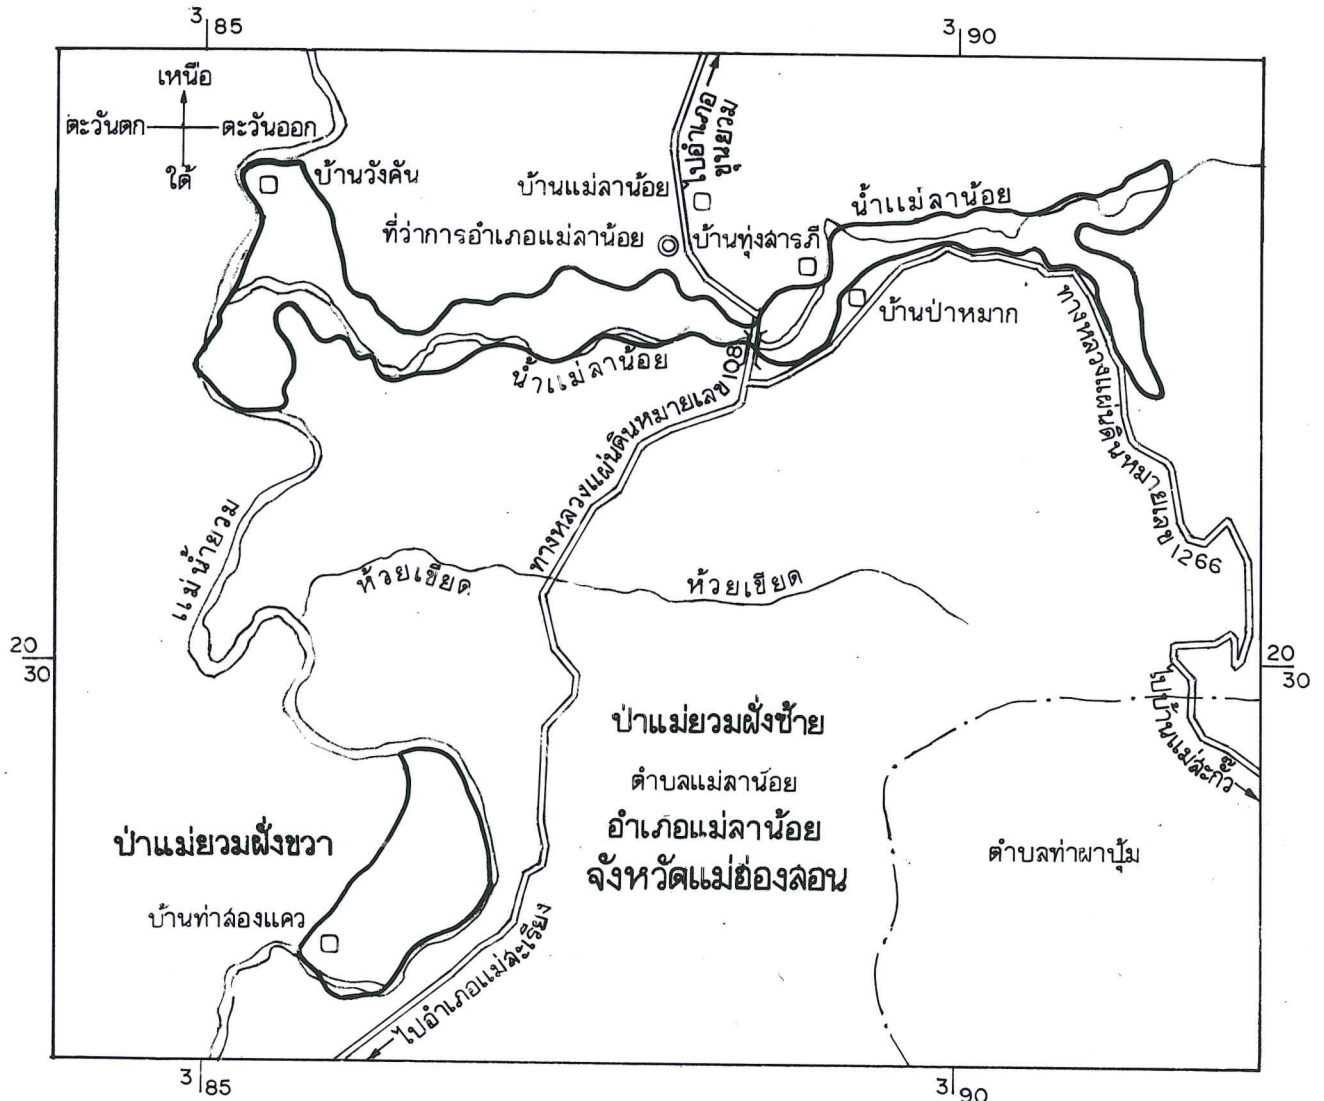 3 85
3 90
เหนือ
ตะวันตก ตะวันออก
ใต้
ไปอำเภอ
ขุนยวม
บ้านวังคัน
บ้านแม่ลาน้อย
น้ำแม่ลาน้อย
ที่ว่าการอำเภอแม่ลาน้อย
บ้านทุ่งสารภี
บ้านป่าหมาก
น้ำแม่ลาน้อย
ทางหลวงแผ่นดินหมายเลข 108
ทางหลวงแผ่นดินหมายเลข 1266
แม่น้ำยวม
ห้วยเขียด
ห้วยเขียด
20
30
20
30
ไปบ้านแม่สะกั๊ว
ป่าแม่ยวมฝั่งซ้าย
ตำบลแม่ลาน้อย
อำเภอแม่ลาน้อย
จังหวัดแม่ฮ่องสอน
ป่าแม่ยวมฝั่งขวา
ตำบลท่าผาปุ้ม
บ้านท่าสองแคว
ไปอำเภอแม่สะเรียง
3 85
3 90